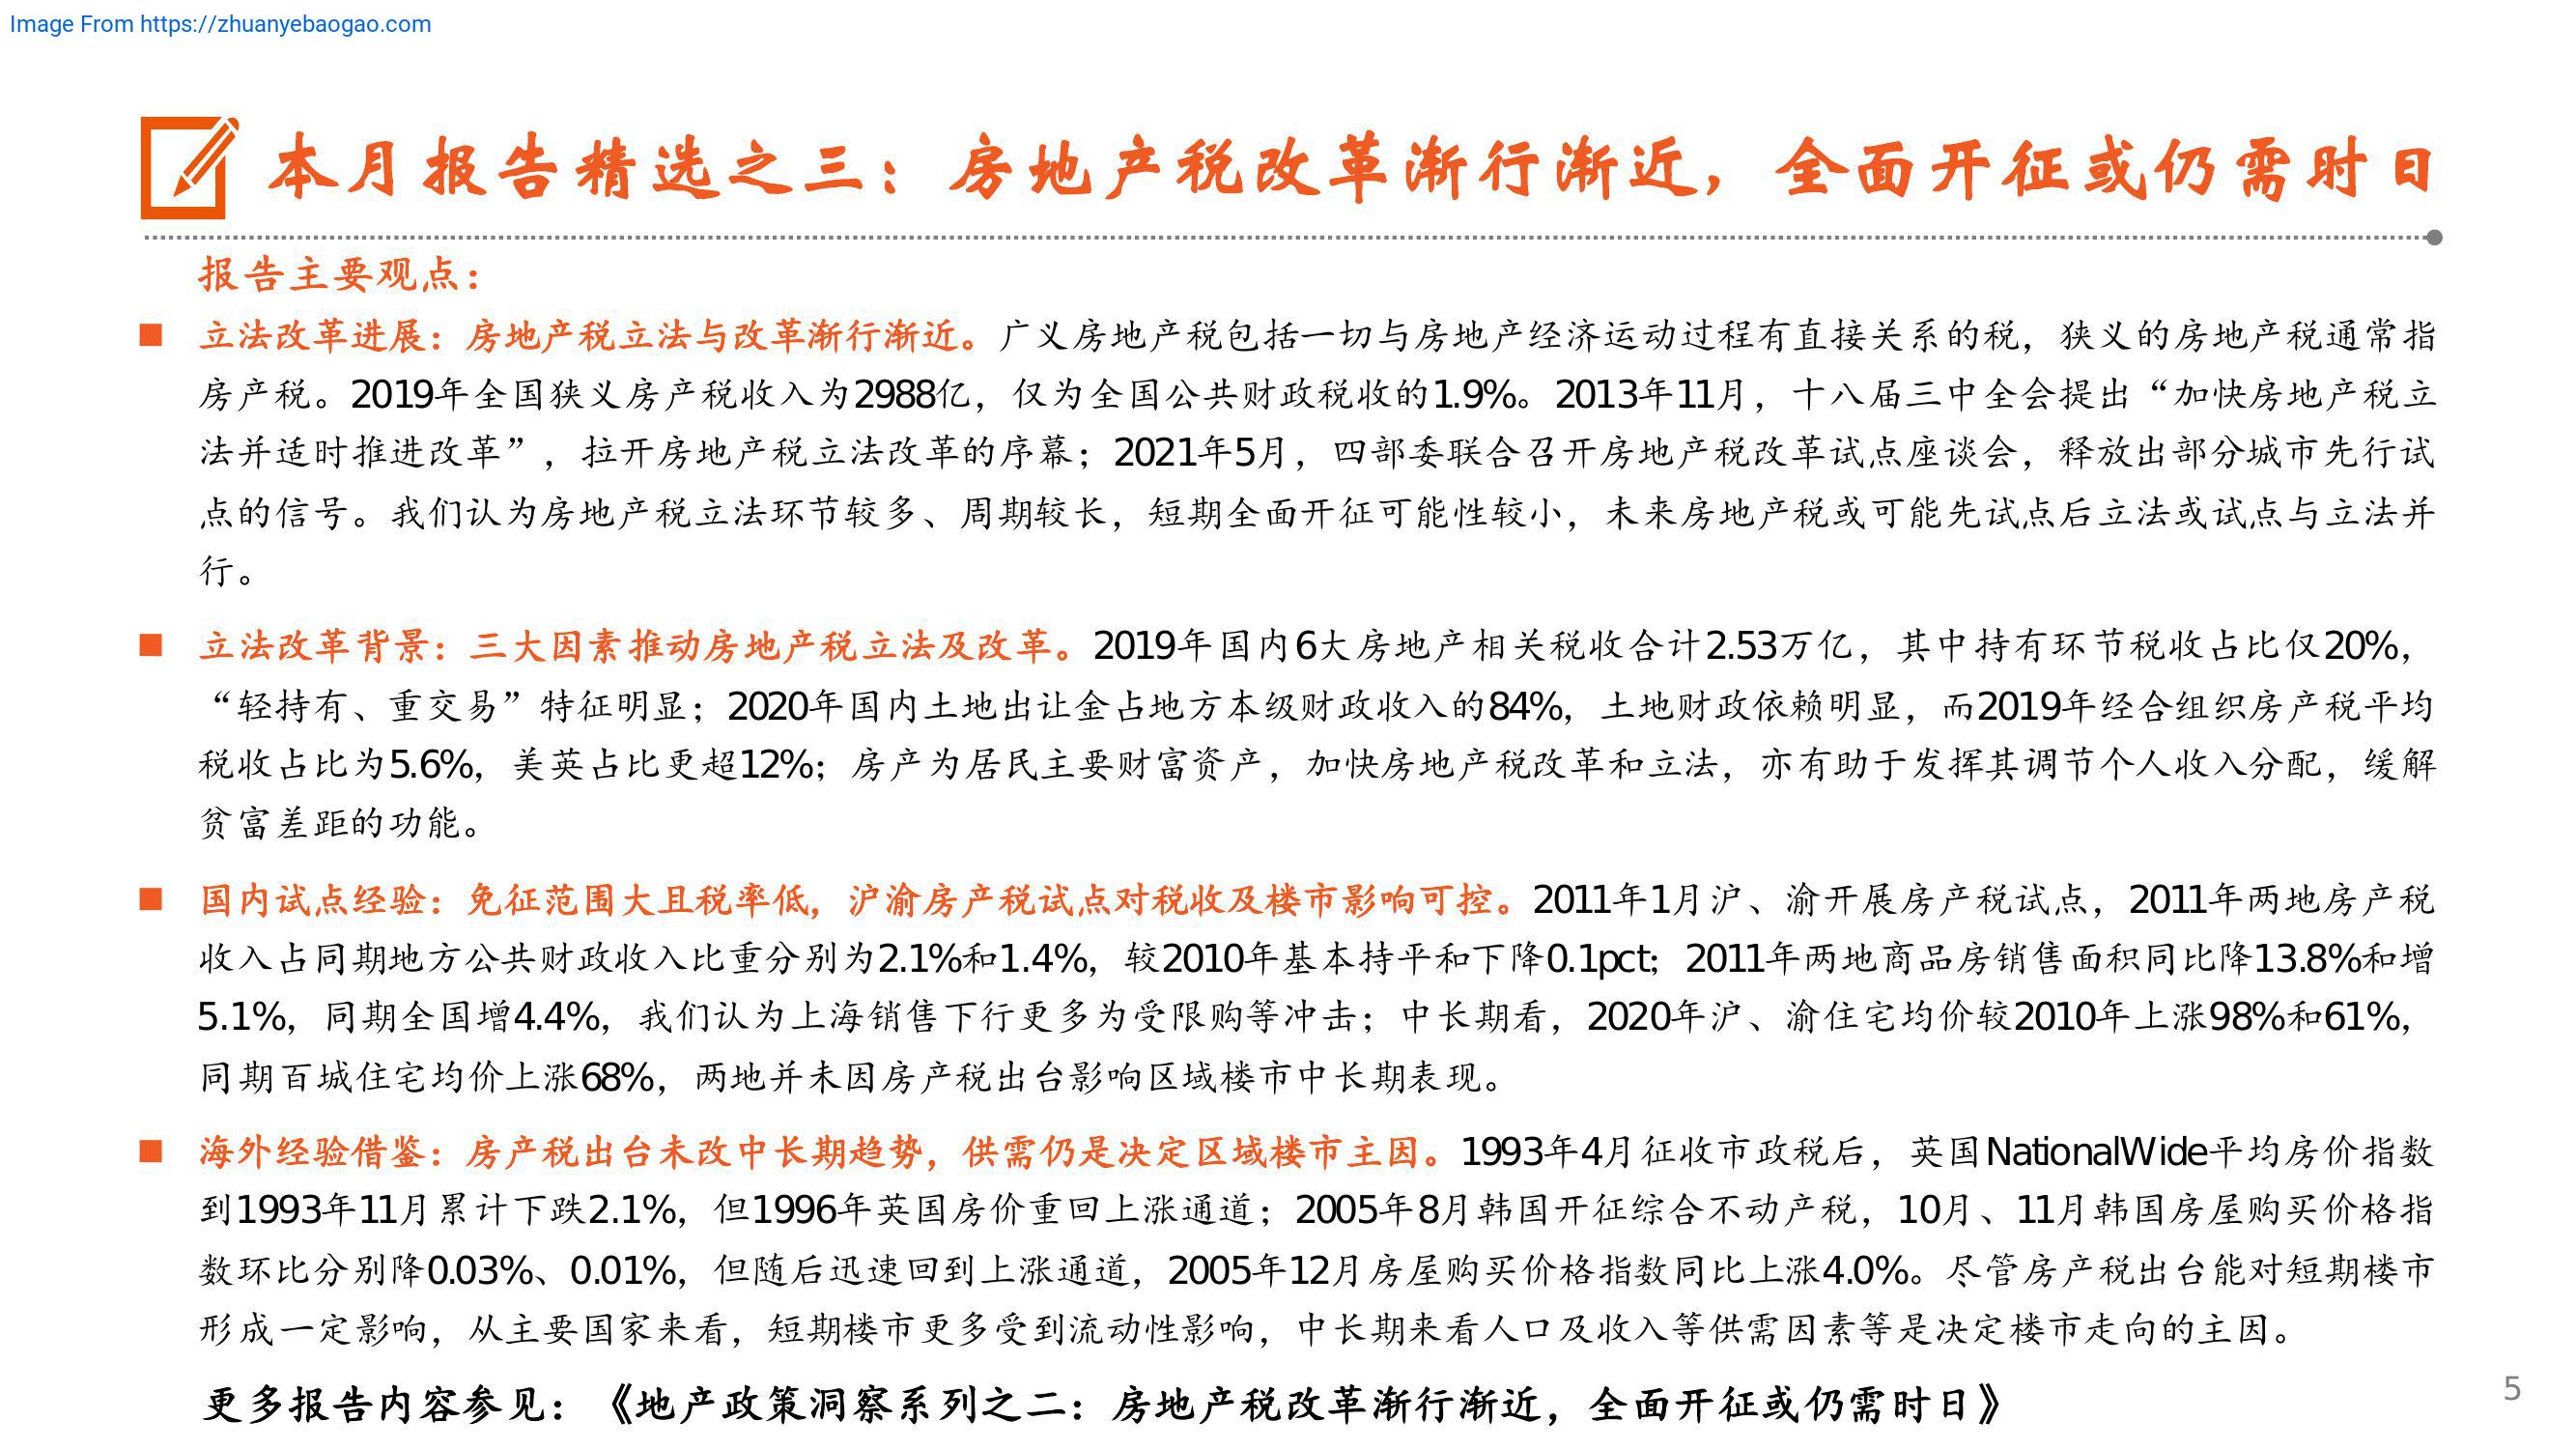 Image From https://zhuanyebaogao.com
本月报告精选之三：房地产税改革渐行渐近，全面开征或仍需时日
报告主要观点：
■ 立法改革进展：房地产税立法与改革渐行渐近。广义房地产税包括一切与房地产经济运动过程有直接关系的税，狭义的房地产税通常指
房产税。2019年全国狭义房产税收入为2988亿，仅为全国公共财政税收的1.9%。2013年11月，十八届三中全会提出“加快房地产税立
法并适时推进改革”，拉开房地产税立法改革的序幕；2021年5月，四部委联合召开房地产税改革试点座谈会，释放出部分城市先行试
点的信号。我们认为房地产税立法环节较多、周期较长，短期全面开征可能性较小，未来房地产税或可能先试点后立法或试点与立法并
行。
■ 立法改革背景：三大因素推动房地产税立法及改革。2019年国内6大房地产相关税收合计2.53万亿，其中持有环节税收占比仅20%，
“轻持有、重交易”特征明显；2020年国内土地出让金占地方本级财政收入的84%，土地财政依赖明显，而2019年经合组织房产税平均
税收占比为5.6%，美英占比更超12%；房产为居民主要财富资产，加快房地产税改革和立法，亦有助于发挥其调节个人收入分配，缓解
贫富差距的功能。
■ 国内试点经验：免征范围大且税率低，沪渝房产税试点对税收及楼市影响可控。2011年1月沪、渝开展房产税试点，2011年两地房产税
收入占同期地方公共财政收入比重分别为2.1%和1.4%，较2010年基本持平和下降0.1pct；2011年两地商品房销售面积同比降13.8%和增
5.1%，同期全国增4.4%，我们认为上海销售下行更多为受限购等冲击；中长期看，2020年沪、渝住宅均价较2010年上涨98%和61%，
同期百城住宅均价上涨68%，两地并未因房产税出台影响区域楼市中长期表现。
■ 海外经验借鉴：房产税出台未改中长期趋势，供需仍是决定区域楼市主因。1993年4月征收市政税后，英国NationalWide平均房价指数
到1993年11月累计下跌2.1%，但1996年英国房价重回上涨通道；2005年8月韩国开征综合不动产税，10月、11月韩国房屋购买价格指
数环比分别降0.03%、0.01%，但随后迅速回到上涨通道，2005年12月房屋购买价格指数同比上涨4.0%。尽管房产税出台能对短期楼市
形成一定影响，从主要国家来看，短期楼市更多受到流动性影响，中长期来看人口及收入等供需因素等是决定楼市走向的主因。
更多报告内容参见：《地产政策洞察系列之二：房地产税改革渐行渐近，全面开征或仍需时日》
5